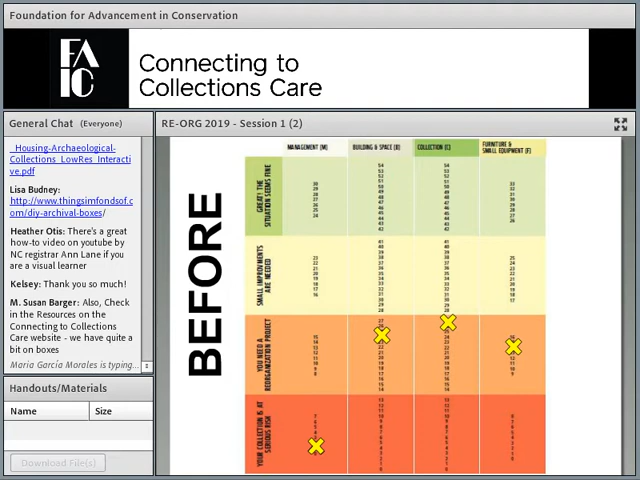 Foundation for Advancement in Conservation
FA
IC
Connecting to
Collections Care
General Chat (Everyone)
_Housing-Archaeological-
Collections_LowRes_Interacti
ve.pdf
Lisa Budney:
http://www.thingsimfondsof.c
om/diy-archival-boxes/
Heather Otis: There's a great
how-to video on youtube by
NC registrar Ann Lane if you
are a visual learner
Kelsey: Thank you so much!
M. Susan Barger: Also, Check
in the Resources on the
Connecting to Collections
Care website - we have quite a
bit on boxes
Maria García Morales is typing...
Handouts/Materials
Name Size
Download File(s)
RE-ORG 2019 - Session 1 (2)
BEFORE
MANAGEMENT (M) BUILDING & SPACE (B) COLLECTION (C) FURNITURE &
SMALL EQUIPMENT (F)
GREAT! THE
SITUATION SEEMS FINE
SMALL IMPROVMENTS
ARE NEEDED
YOU NEED A
REORGANIZATION PROJECT
YOUR COLLECTION IS AT
SERIOUS RISK